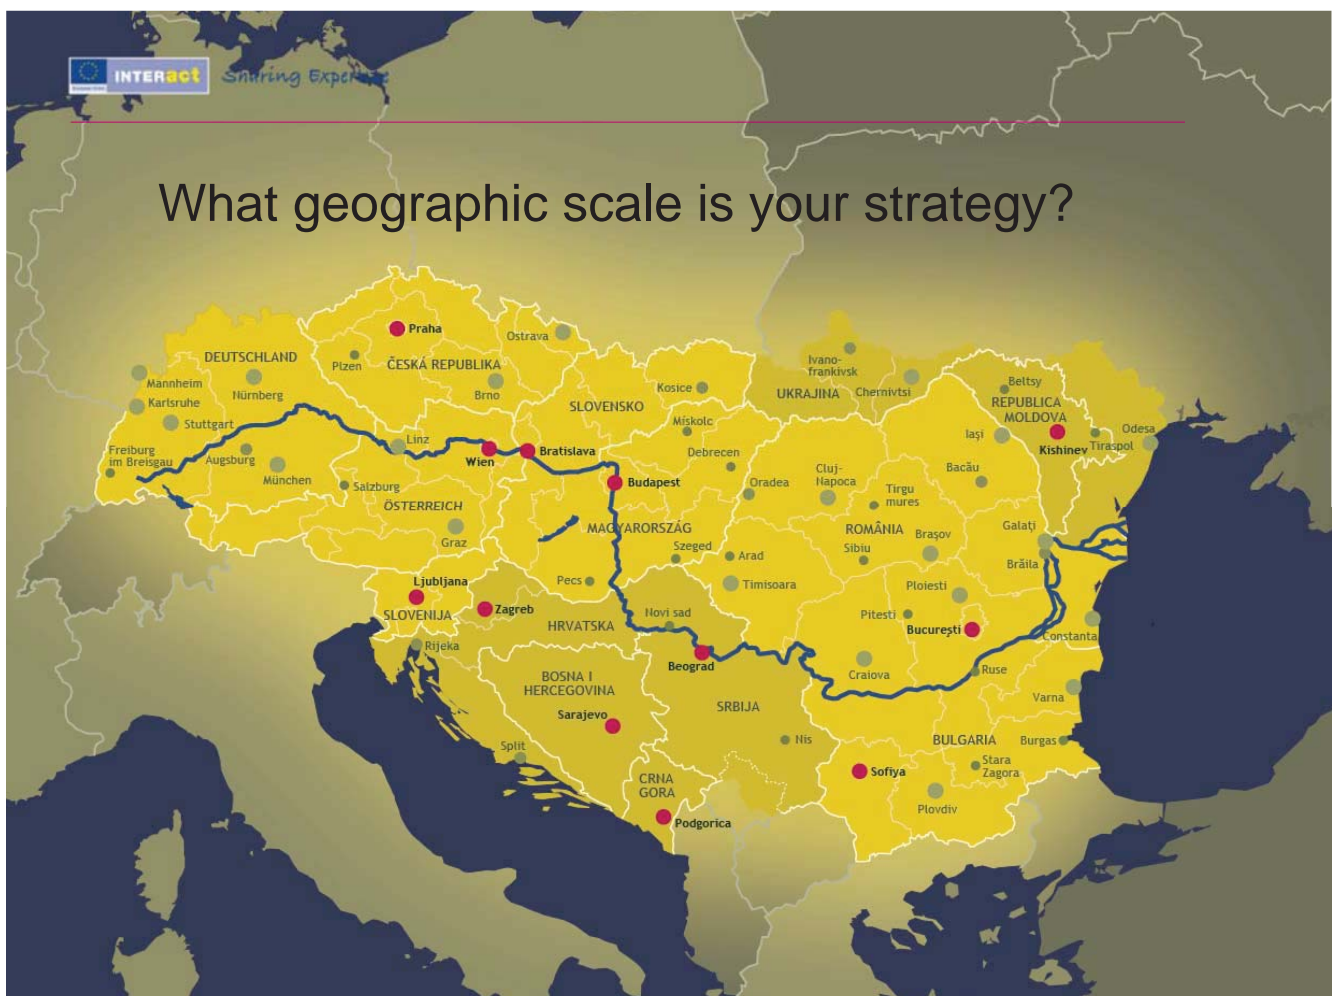 INTERact Sharing Expertise
What geographic scale is your strategy?
Praha
Ostrava
DEUTSCHLAND
Plzen
ČESKÁ REPUBLIKA
Mannheim
Nürnberg
Brno
Karlsruhe
Stuttgart
Kosice
SLOVENSKO
Ivano-
frankivsk
UKRAJINA
Chernivtsi
Beltsy
REPUBLICA
MOLDOVA
Miskolc
Iaşi
Kishinev
Tiraspol
Odesa
Linz
Freiburg
im Breisgau
Augsburg
München
Wien
Bratislava
Debrecen
Salzburg
Budapest
Oradea
Cluj-
Napoca
Bacău
Tirgu
mures
ÖSTERREICH
Graz
MAGYARORSZÁG
Szeged
ROMÂNIA
Braşov
Galaţi
Arad
Sibiu
Brăila
Ljubljana
Pecs
Timisoara
Ploiesti
SLOVENIJA
Zagreb
Novi sad
Pitesti
HRVATSKA
Bucureşti
Constanta
Rijeka
Beograd
Craiova
Ruse
BOSNA I
HERCEGOVINA
Varna
Sarajevo
SRBIJA
Split
Nis
BULGARIA
Burgas
Stara
Zagora
Sofiya
CRNA
GORA
Plovdiv
Podgorica